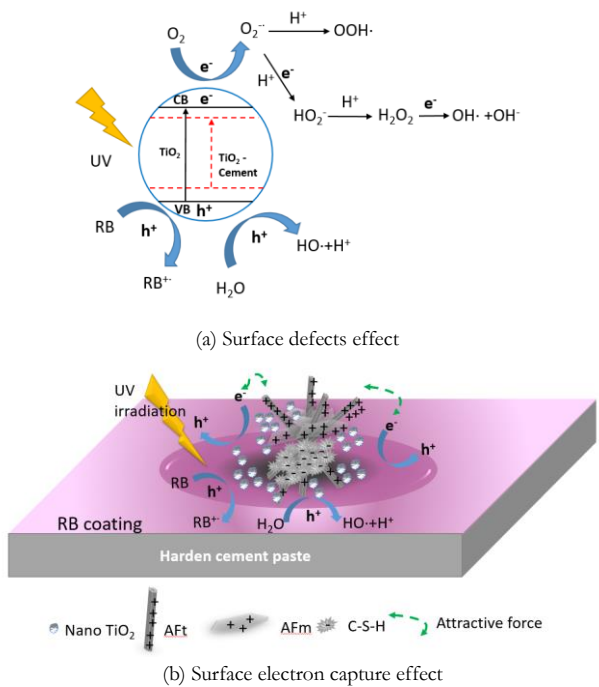 O₂ O₂⁻· H⁺ OOH·
e⁻ H⁺ e⁻
CB e⁻ HO₂⁻ H⁺ H₂O₂ e⁻ OH· +OH⁻
UV TiO₂ TiO₂ -
Cement
VB h⁺
RB h⁺ h⁺ HO·+H⁺
RB⁺· H₂O
(a) Surface defects effect
UV
irradiation
e⁻ + + + + +
h⁺ e⁻ h⁺
RB h⁺
RB⁺· H₂O h⁺ HO·+H⁺
RB coating
Harden cement paste
Nano TiO₂ + + + + + AFt + + + AFm - C-S-H Attractive force
(b) Surface electron capture effect